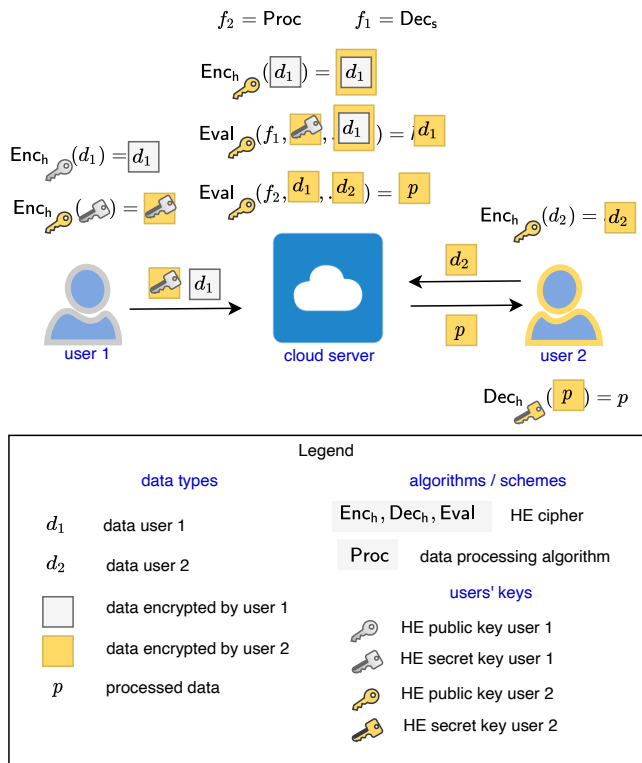 f₂ = Proc f₁ = Decₛ
Encₕ (d₁) = d₁
Eval (f₁, , . d₁ ) = d₁
Encₕ (d₁) = d₁
Encₕ ( ) =
Eval (f₂, d₁ , . d₂ ) = p
Encₕ (d₂) = d₂
d₁
d₂
p
user 1
cloud server
user 2
Decₕ ( p ) = p
Legend
data types
algorithms / schemes
Encₕ, Decₕ, Eval HE cipher
d₁ data user 1
Proc data processing algorithm
d₂ data user 2
users' keys
data encrypted by user 1
HE public key user 1
data encrypted by user 2
HE secret key user 1
p processed data
HE public key user 2
HE secret key user 2